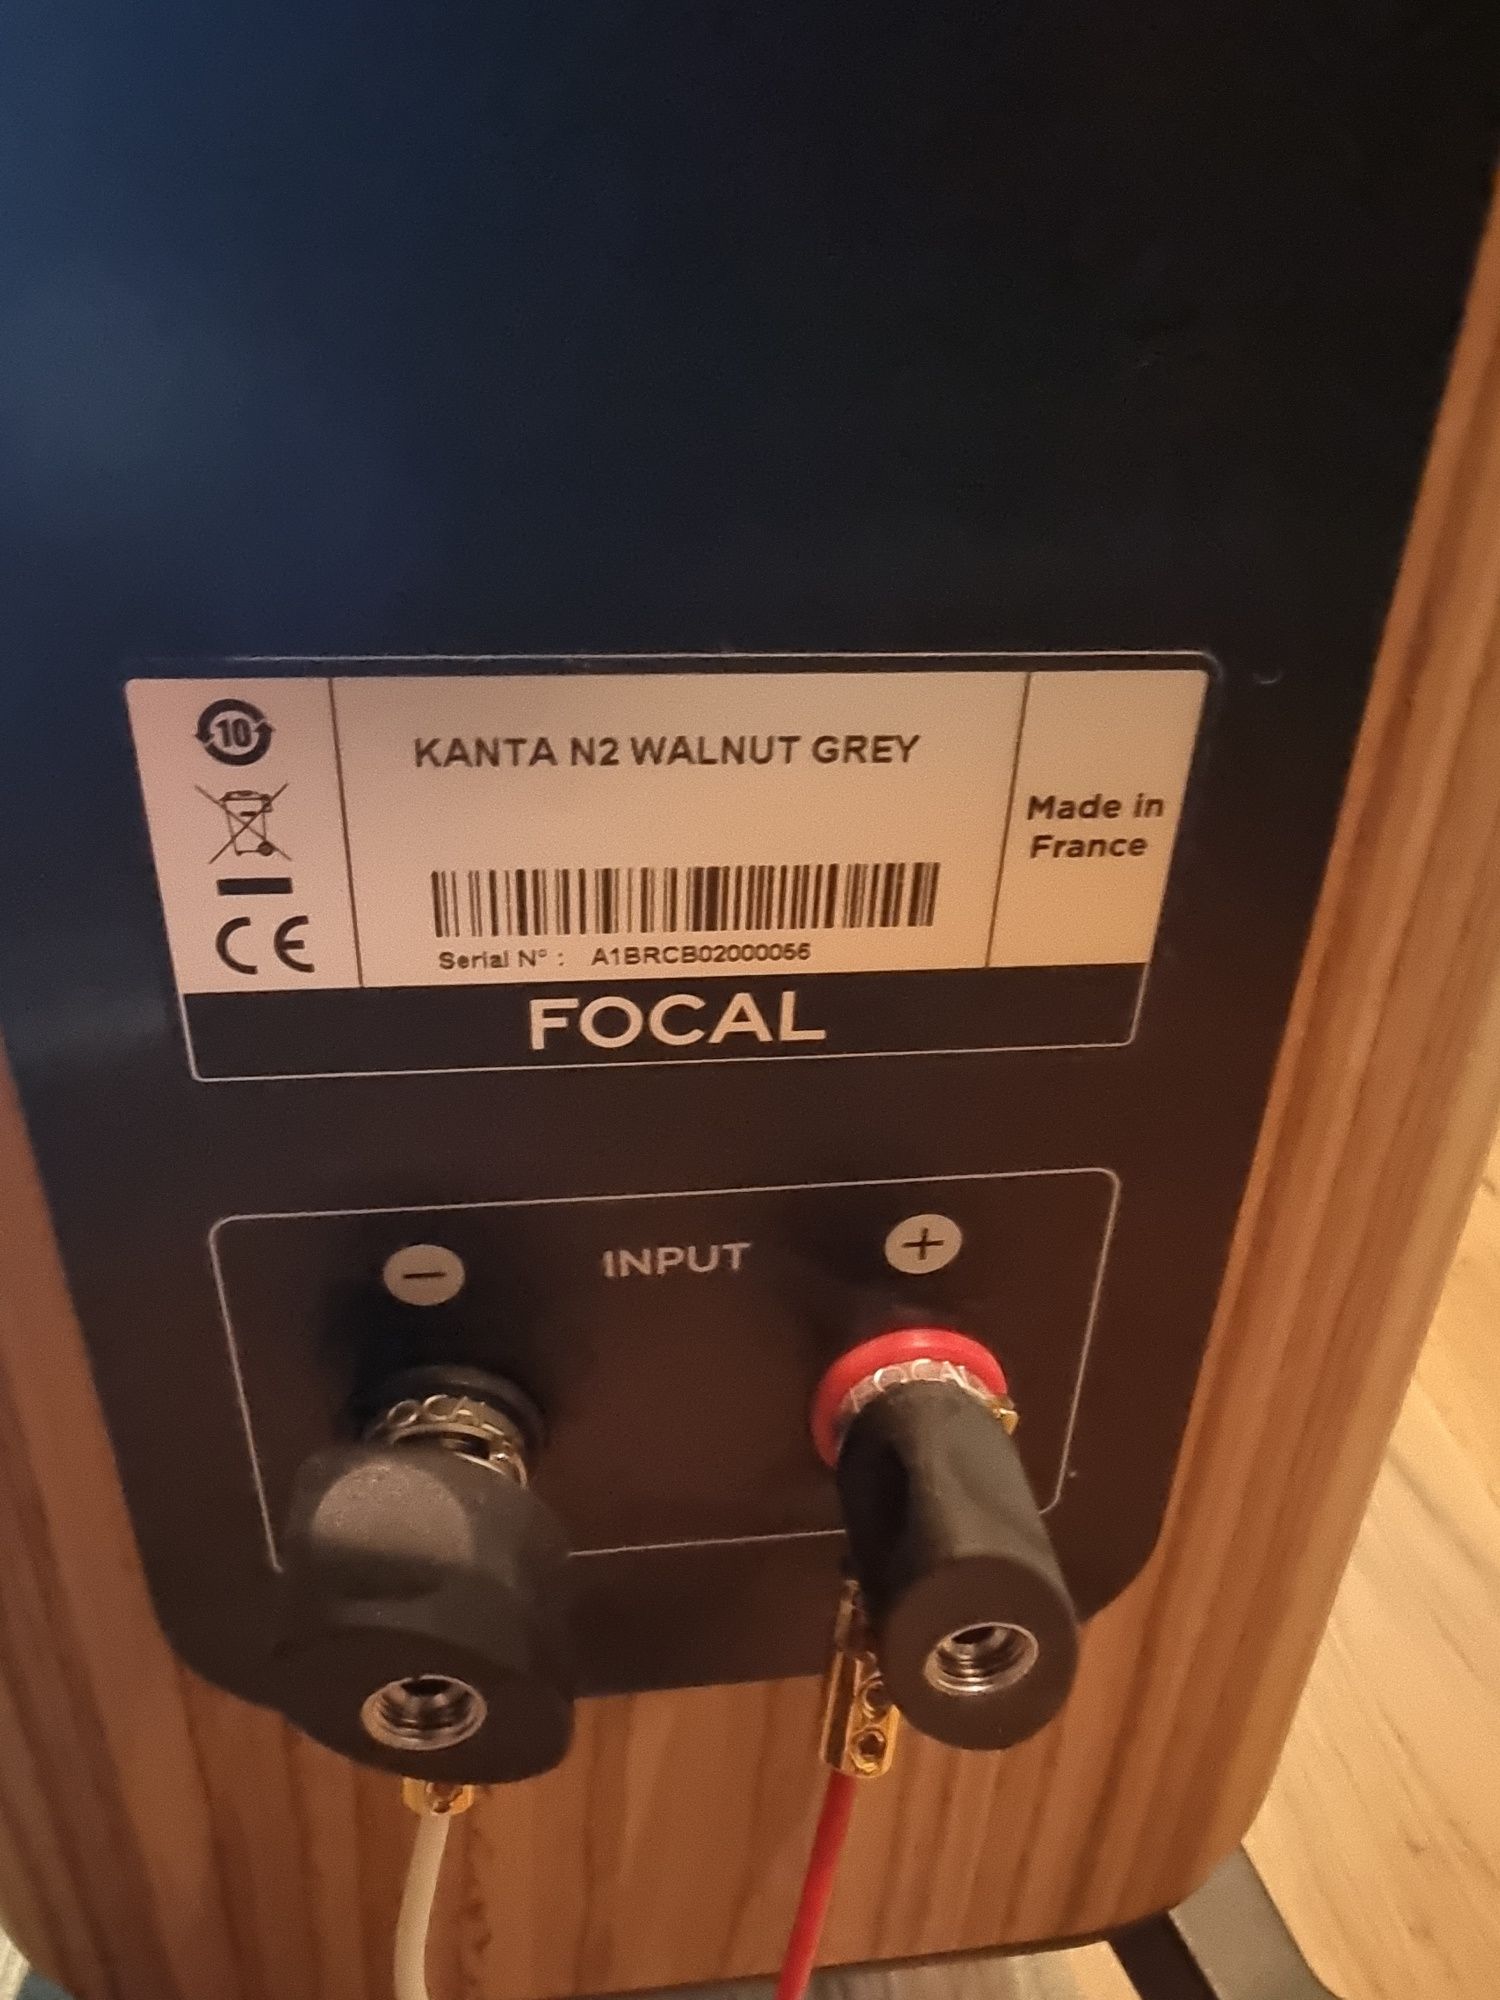 10
KANTA N2 WALNUT GREY
Made in
France
CE
Serial N° : A1BRCB02000056
FOCAL
− INPUT +
FOCAL
FOCAL